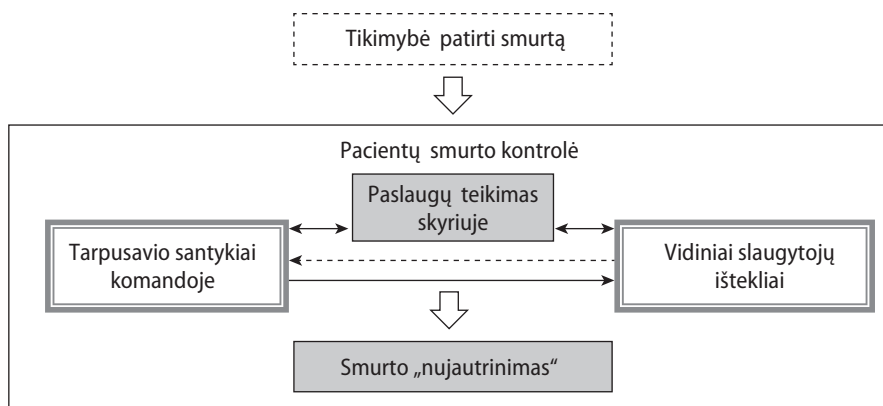 Tikimybė patirti smurtą
Pacientų smurto kontrolė
Paslaugų teikimas
skyriuje
Tarpusavio santykiai
komandoje
Vidiniai slaugytojų
ištekliai
Smurto „nujautrinimas“